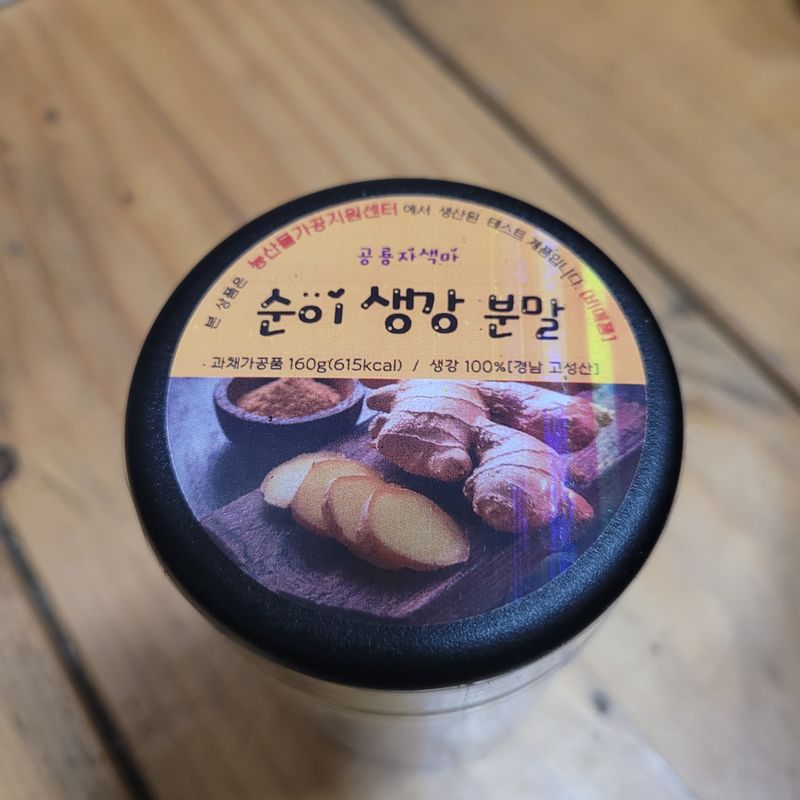 본 상품은 농산물가공지원센터 에서 생산된 테스트 제품입니다. [비매품]
공룡자색마
순이 생강 분말
과채가공품 160g(615kcal) / 생강 100%[경남 고성산]